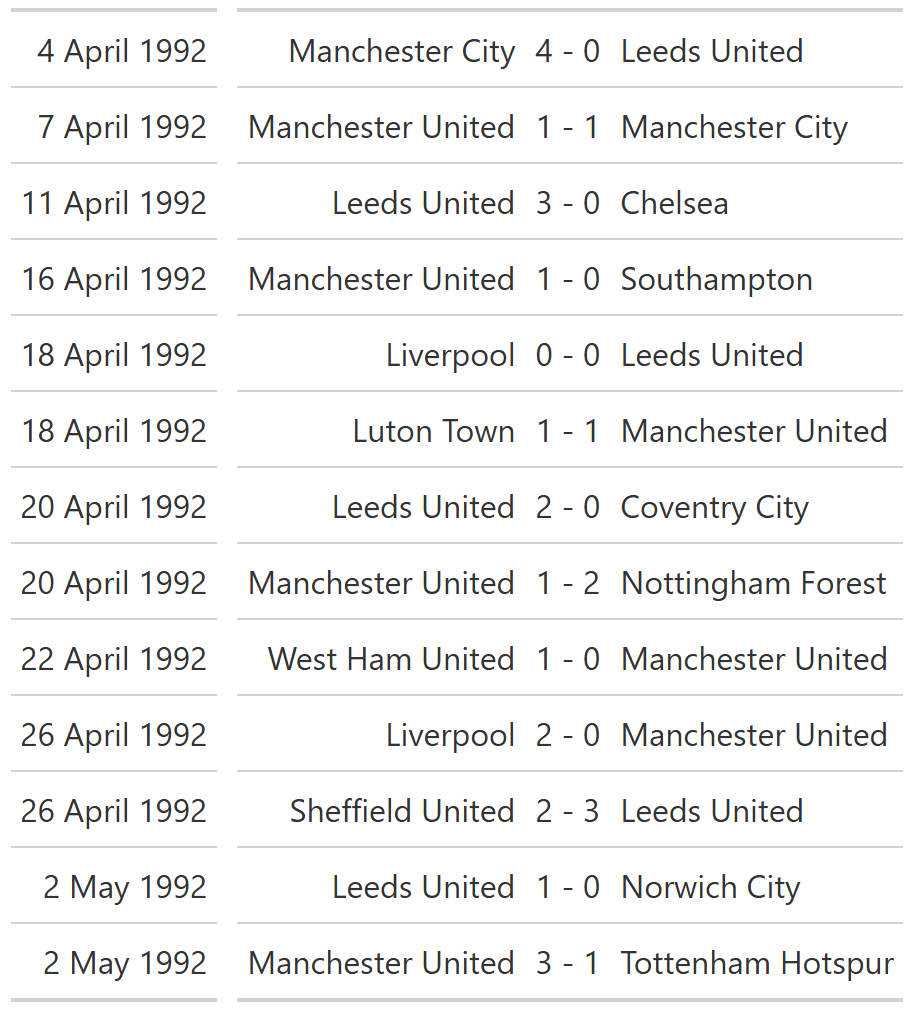 4 April 1992 Manchester City 4 - 0 Leeds United
7 April 1992 Manchester United 1 - 1 Manchester City
11 April 1992 Leeds United 3 - 0 Chelsea
16 April 1992 Manchester United 1 - 0 Southampton
18 April 1992 Liverpool 0 - 0 Leeds United
18 April 1992 Luton Town 1 - 1 Manchester United
20 April 1992 Leeds United 2 - 0 Coventry City
20 April 1992 Manchester United 1 - 2 Nottingham Forest
22 April 1992 West Ham United 1 - 0 Manchester United
26 April 1992 Liverpool 2 - 0 Manchester United
26 April 1992 Sheffield United 2 - 3 Leeds United
2 May 1992 Leeds United 1 - 0 Norwich City
2 May 1992 Manchester United 3 - 1 Tottenham Hotspur